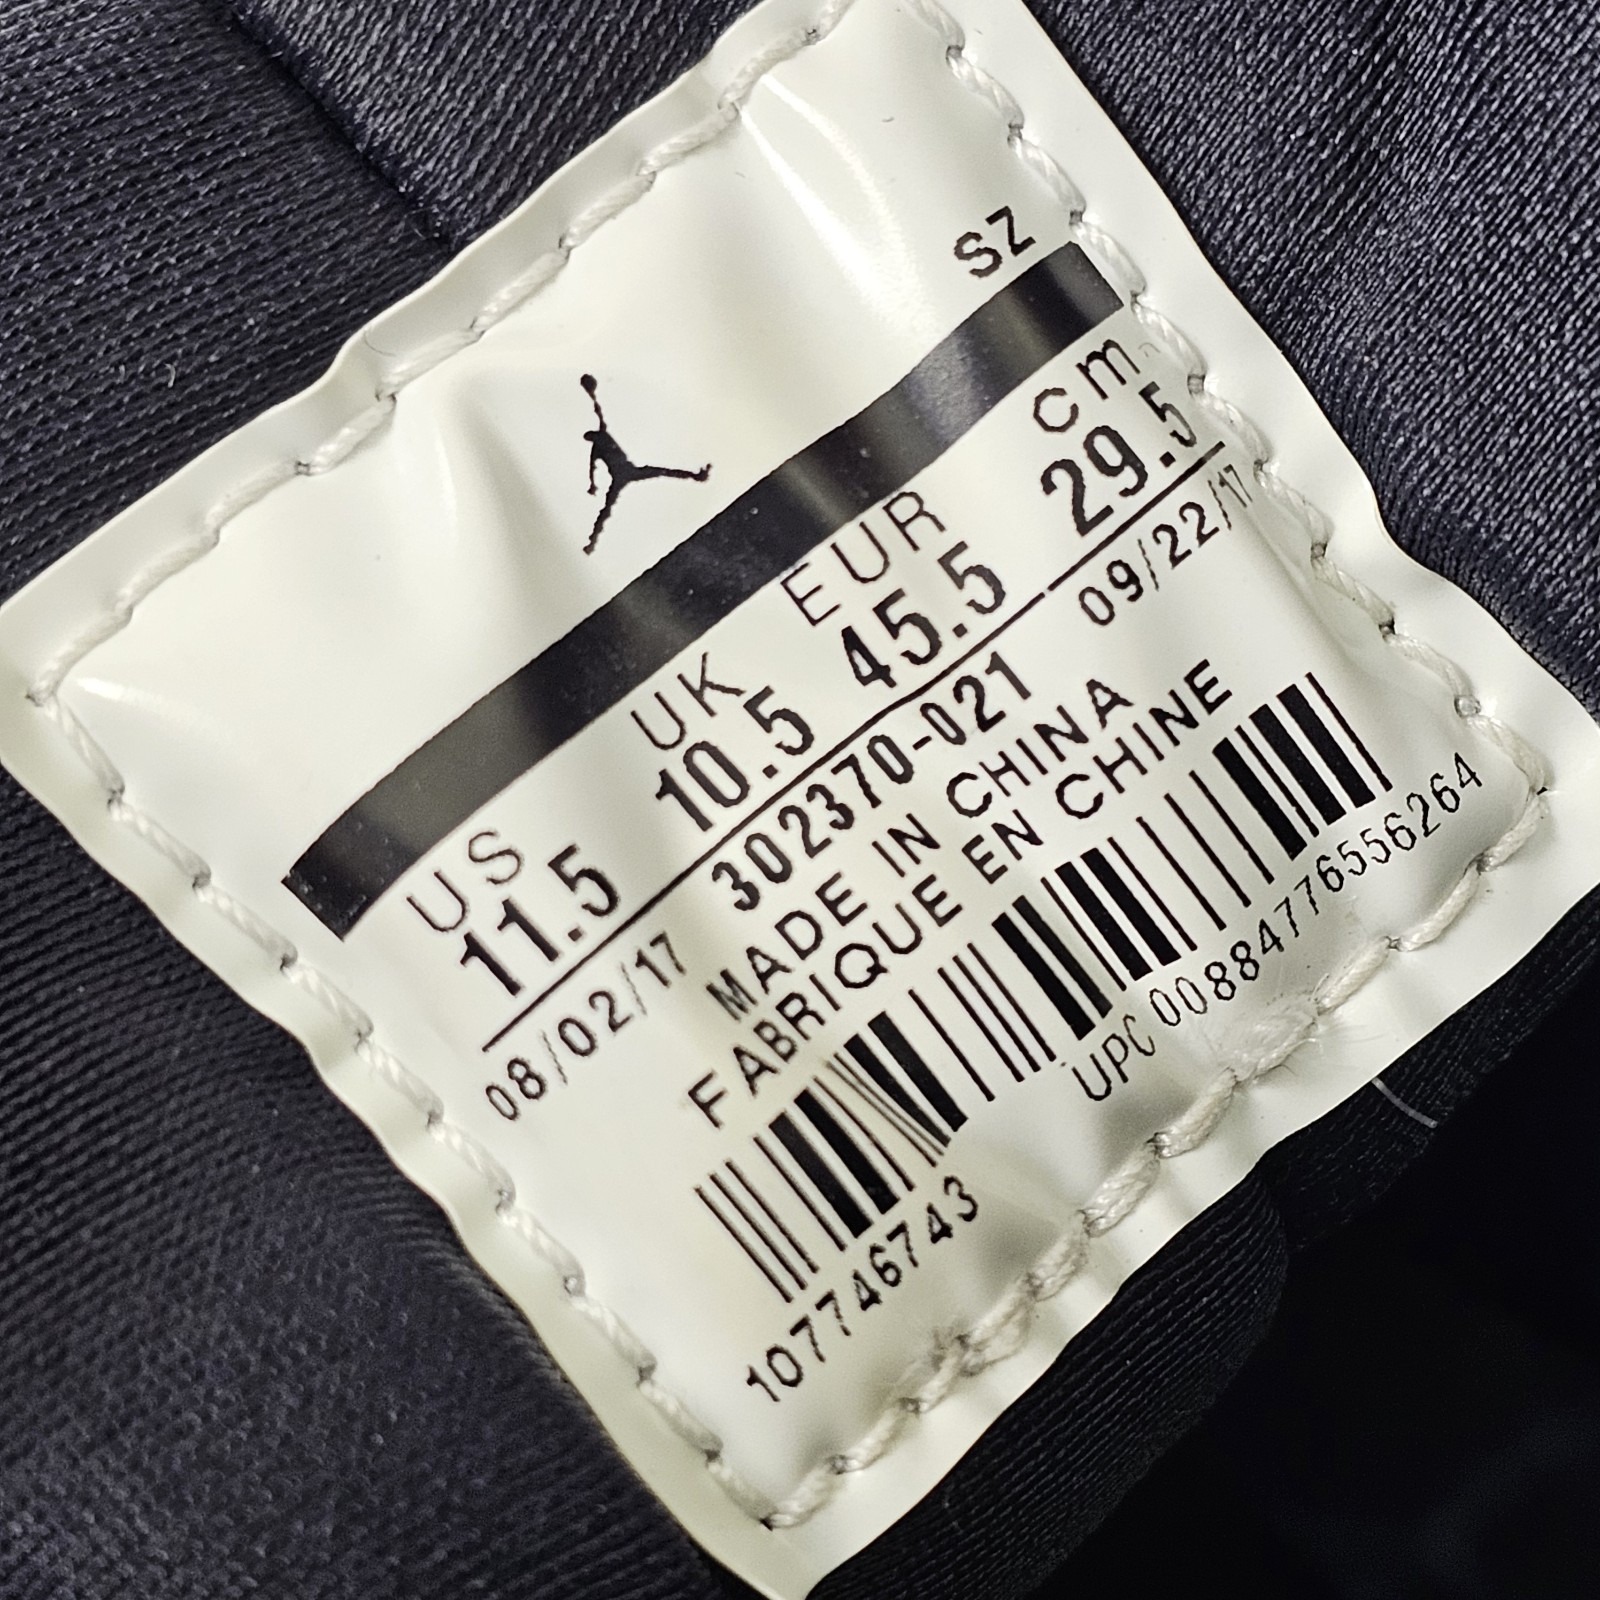 SZ
US UK EUR cm
11.5 10.5 45.5 29.5
08/02/17 302370-021 09/22/17
MADE IN CHINA
FABRIQUE EN CHINE
UPC 00884776556264
107746743